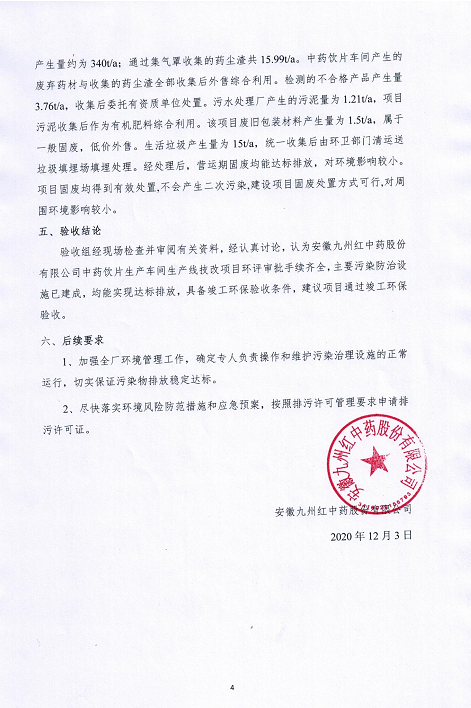 产生量约为 340t/a；通过集气罩收集的药尘渣共 15.99t/a。中药饮片车间产生的
废弃药材与收集的药尘渣全部收集后外售综合利用。检测的不合格产品产生量
3.76t/a，收集后委托有资质单位处置。污水处理厂产生的污泥量为 1.21t/a，项目
污泥收集后作为有机肥料综合利用。该项目废旧包装材料产生量为 1.5t/a，属于
一般固废，低价外售。生活垃圾产生量为 15t/a，统一收集后由环卫部门清运送
垃圾填埋场填埋处理。经处理后，营运期固废均能达标排放，对环境影响较小。
项目固废均得到有效处置,不会产生二次污染,建设项目固废处置方式可行,对周
围环境影响较小。
五、验收结论
验收组经现场检查并审阅有关资料，经认真讨论，认为安徽九州红中药股份
有限公司中药饮片生产车间生产线技改项目环评审批手续齐全，主要污染防治设
施已建成，均能实现达标排放，具备竣工环保验收条件，建议项目通过竣工环保
验收。
六、后续要求
1、加强全厂环境管理工作，确定专人负责操作和维护污染治理设施的正常
运行，切实保证污染物排放稳定达标。
2、尽快落实环境风险防范措施和应急预案，按照排污许可管理要求申请排
污许可证。
安徽九州红中药股份有限公司
安徽九州红中药股份有限公司
2020 年 12 月 3 日
4